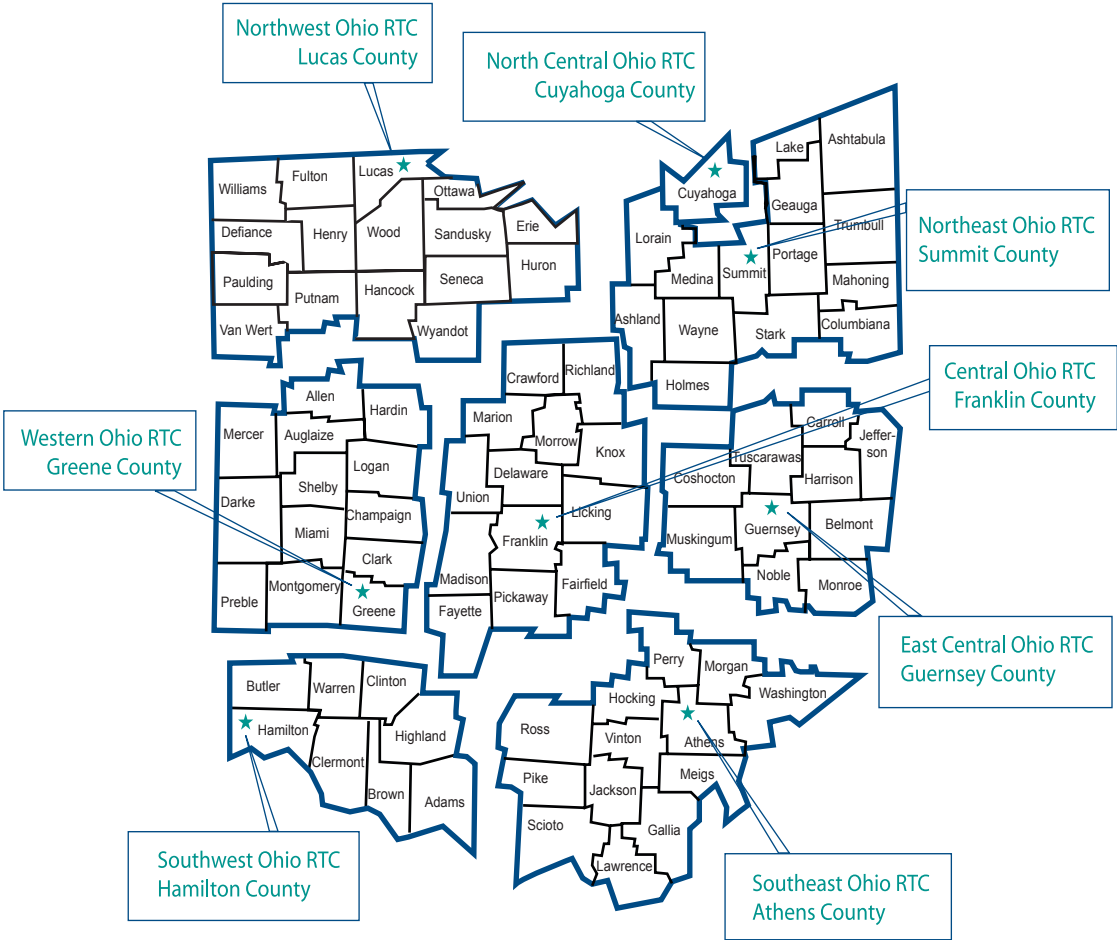 Northwest Ohio RTC
Lucas County
North Central Ohio RTC
Cuyahoga County
Northeast Ohio RTC
Summit County
Central Ohio RTC
Franklin County
Western Ohio RTC
Greene County
East Central Ohio RTC
Guernsey County
Southwest Ohio RTC
Hamilton County
Southeast Ohio RTC
Athens County
Williams
Fulton
Lucas
Ottawa
Defiance
Henry
Wood
Sandusky
Erie
Paulding
Putnam
Hancock
Seneca
Huron
Van Wert
Wyandot
Cuyahoga
Lake
Ashtabula
Geauga
Lorain
Trumbull
Medina
Summit
Portage
Mahoning
Ashland
Wayne
Stark
Columbiana
Holmes
Allen
Hardin
Mercer
Auglaize
Logan
Shelby
Darke
Champaign
Miami
Clark
Preble
Montgomery
Greene
Crawford
Richland
Marion
Morrow
Knox
Delaware
Union
Licking
Franklin
Madison
Fairfield
Pickaway
Fayette
Carroll
Jeffer-
son
Tuscarawas
Coshocton
Harrison
Muskingum
Guernsey
Belmont
Noble
Monroe
Butler
Warren
Clinton
Hamilton
Highland
Clermont
Brown
Adams
Perry
Morgan
Washington
Hocking
Ross
Vinton
Athens
Pike
Jackson
Meigs
Scioto
Gallia
Lawrence